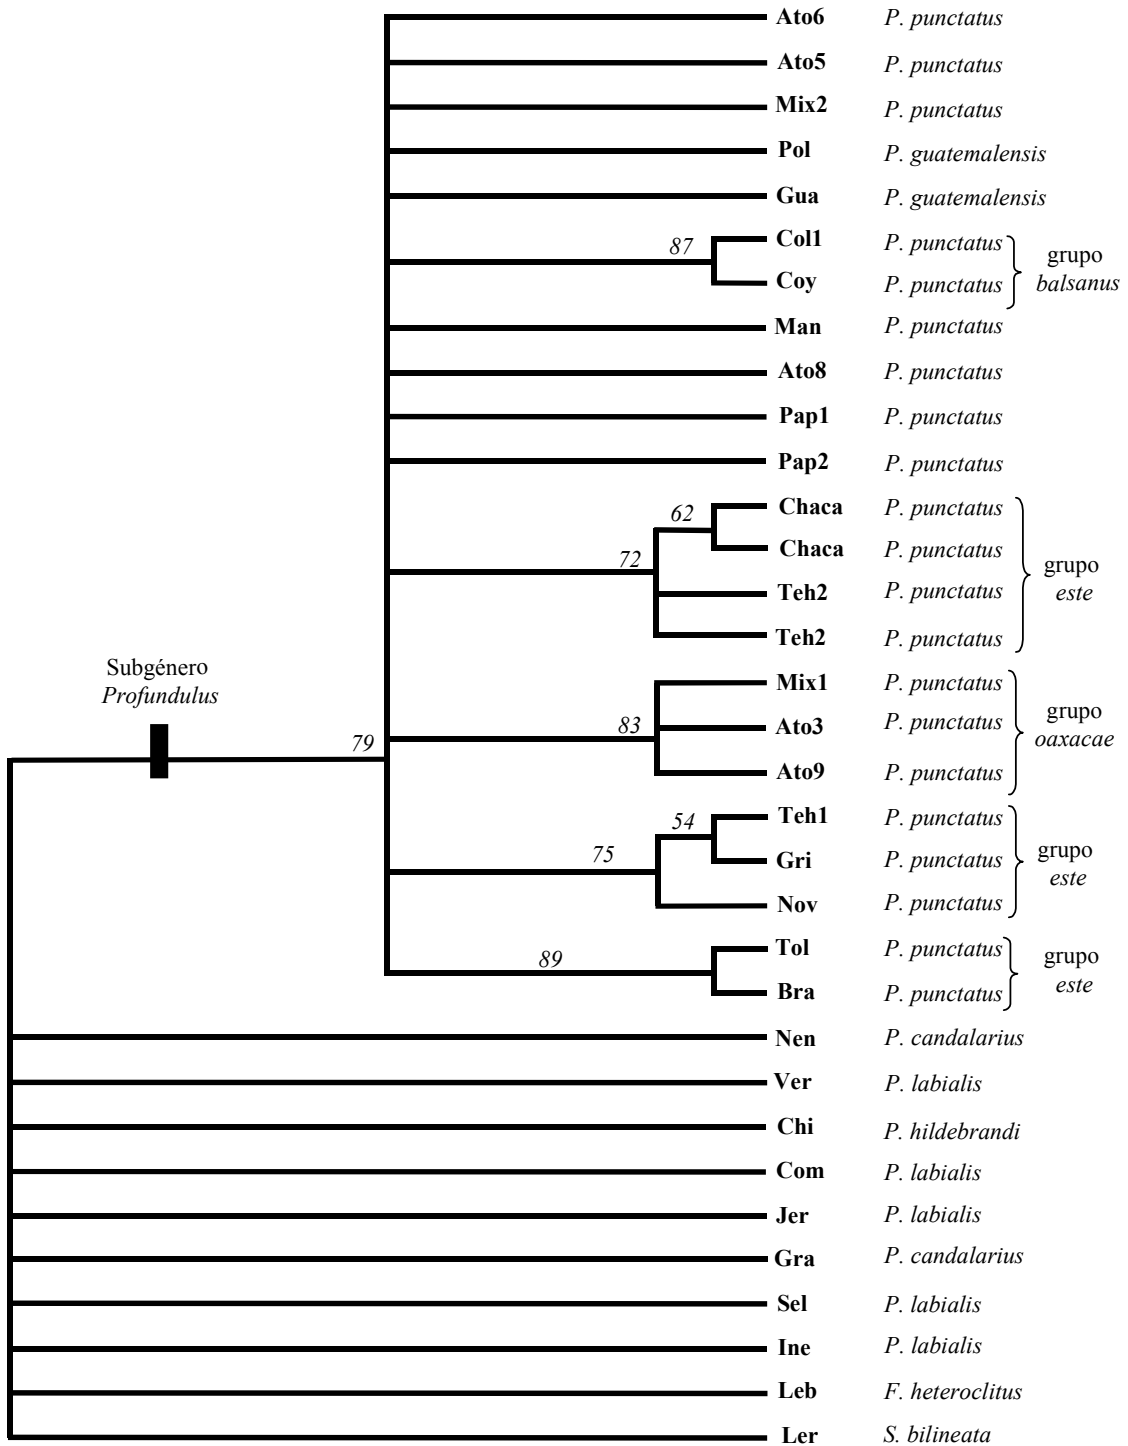 Ato6 P. punctatus
Ato5 P. punctatus
Mix2 P. punctatus
Pol P. guatemalensis
Gua P. guatemalensis
87 Col1 P. punctatus grupo
Coy P. punctatus balsanus
Man P. punctatus
Ato8 P. punctatus
Pap1 P. punctatus
Pap2 P. punctatus
62 Chaca P. punctatus
Chaca P. punctatus
72 Teh2 P. punctatus
grupo
este
Teh2 P. punctatus
Subgénero
Profundulus
79
Mix1 P. punctatus
83 Ato3 P. punctatus
grupo
oaxacae
Ato9 P. punctatus
54 Teh1 P. punctatus
75 Gri P. punctatus
grupo
este
Nov P. punctatus
89 Tol P. punctatus
grupo
este
Bra P. punctatus
Nen P. candalarius
Ver P. labialis
Chi P. hildebrandi
Com P. labialis
Jer P. labialis
Gra P. candalarius
Sel P. labialis
Ine P. labialis
Leb F. heteroclitus
Ler S. bilineata